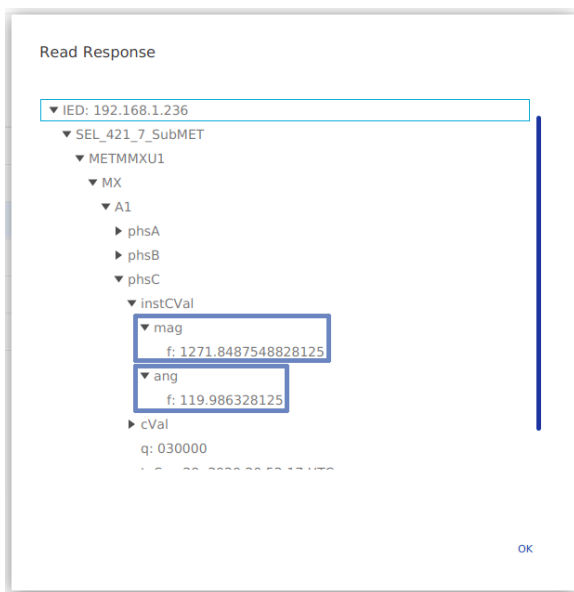 Read Response
IED: 192.168.1.236
SEL_421_7_SubMET
METMMXU1
MX
A1
phsA
phsB
phsC
instCVal
mag
f: 1271.8487548828125
ang
f: 119.986328125
cVal
q: 030000
OK